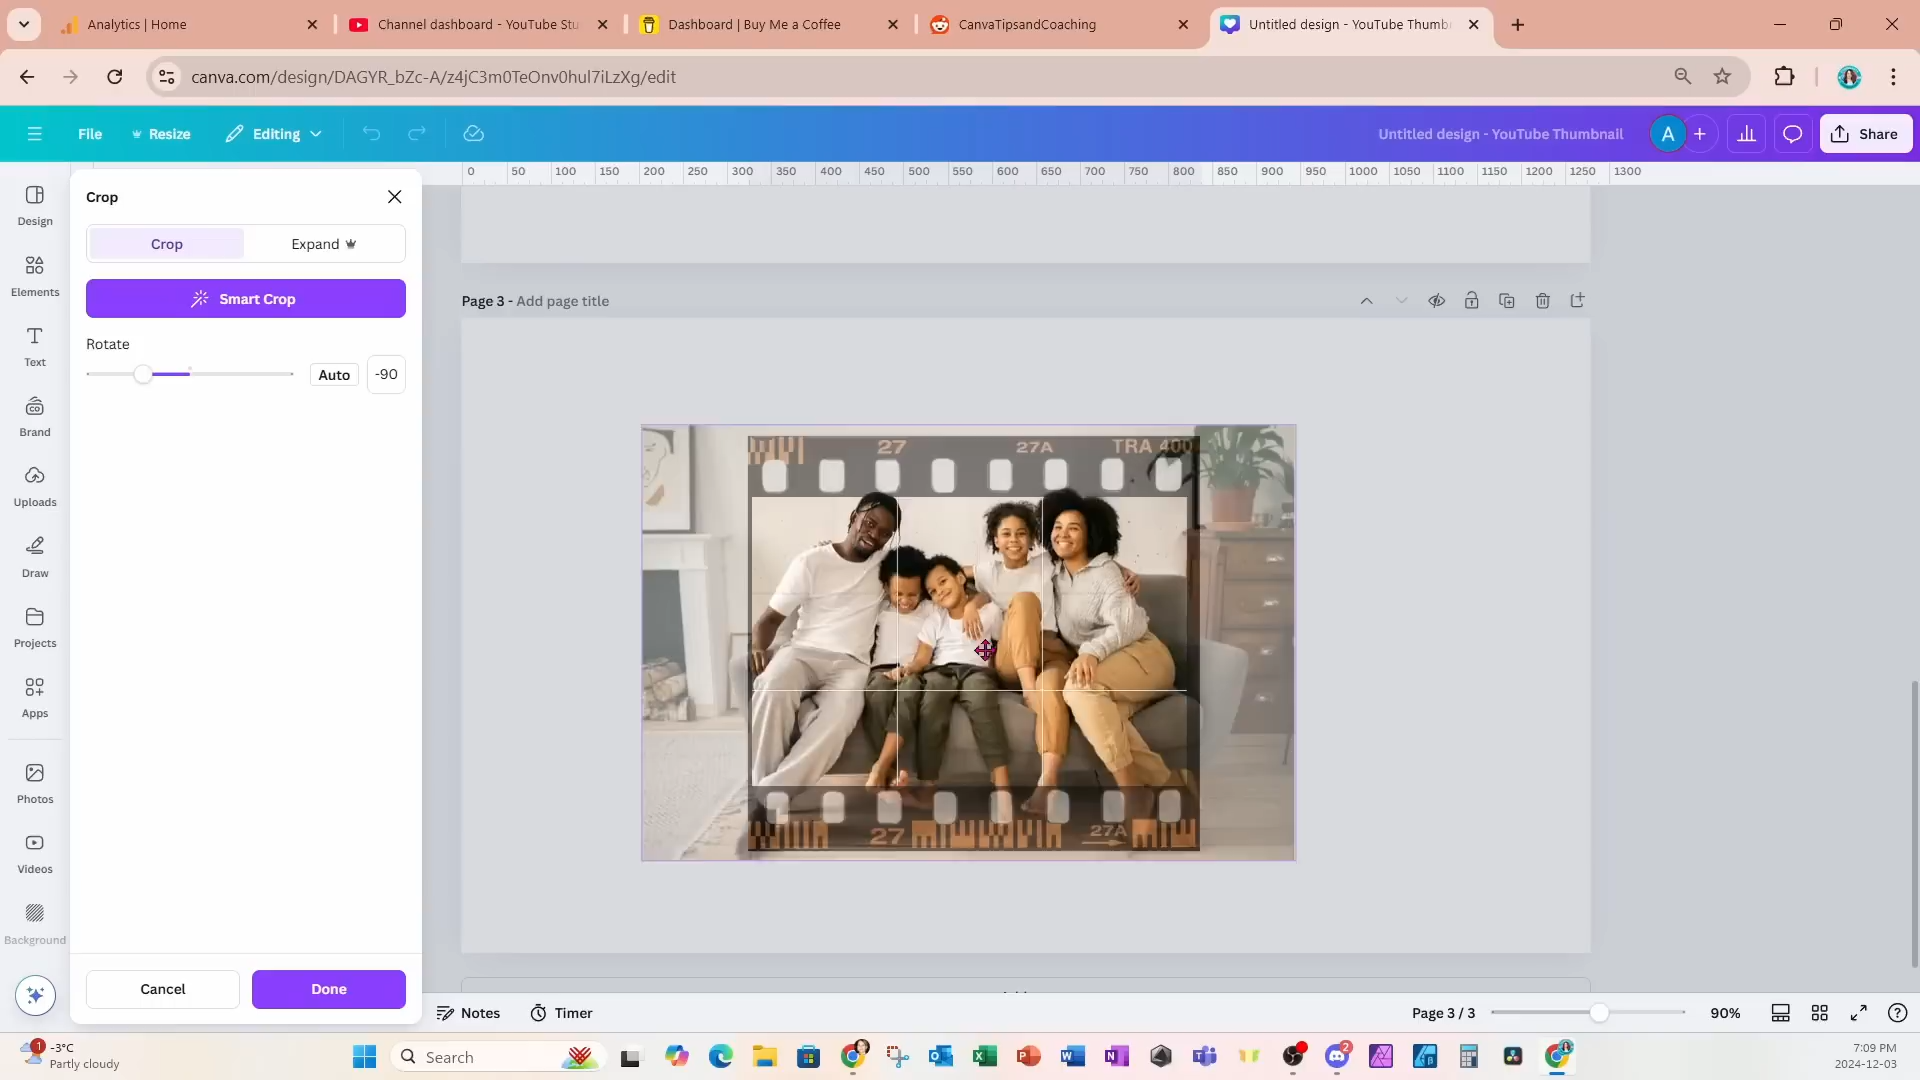 Analytics | Home
Channel dashboard - YouTube Stu
Dashboard | Buy Me a Coffee
CanvaTipsandCoaching
Untitled design - YouTube Thumb
canva.com/design/DAGYR_bZc-A/z4jC3m0TeOnv0hul7iLzXg/edit
File
Resize
Editing
Untitled design - YouTube Thumbnail
A
Share
0 50 100 150 200 250 300 350 400 450 500 550 600 650 700 750 800 850 900 950 1000 1050 1100 1150 1200 1250 1300
Design
Elements
Text
Brand
Uploads
Draw
Projects
Apps
Photos
Videos
Background
Crop
Crop
Expand
Smart Crop
Rotate
Auto
-90
Cancel
Done
Page 3 - Add page title
27
27A
TRA 400
27
27A
Notes
Timer
Page 3 / 3
90%
1
-3°C
Partly cloudy
Search
2
7:09 PM
2024-12-03